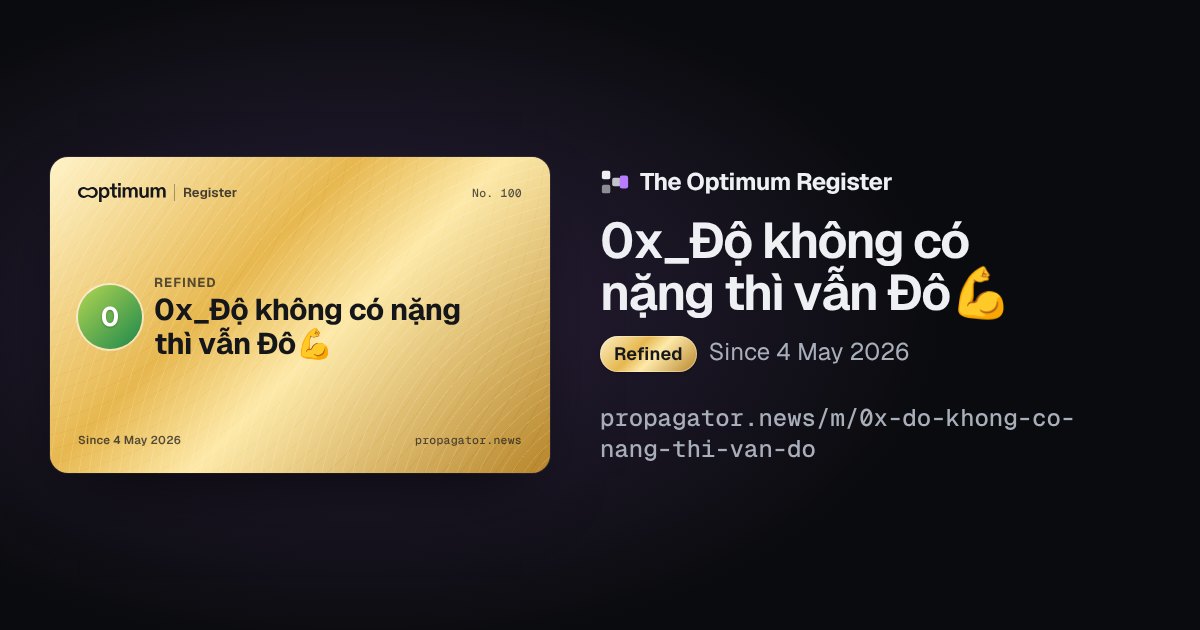 optimum | Register
No. 100
REFINED
0
0x_Độ không có nặng
thì vẫn Đô💪
Since 4 May 2026
propagator.news
The Optimum Register
0x_Độ không có
nặng thì vẫn Đô💪
Refined
Since 4 May 2026
propagator.news/m/0x-do-khong-co-
nang-thi-van-do